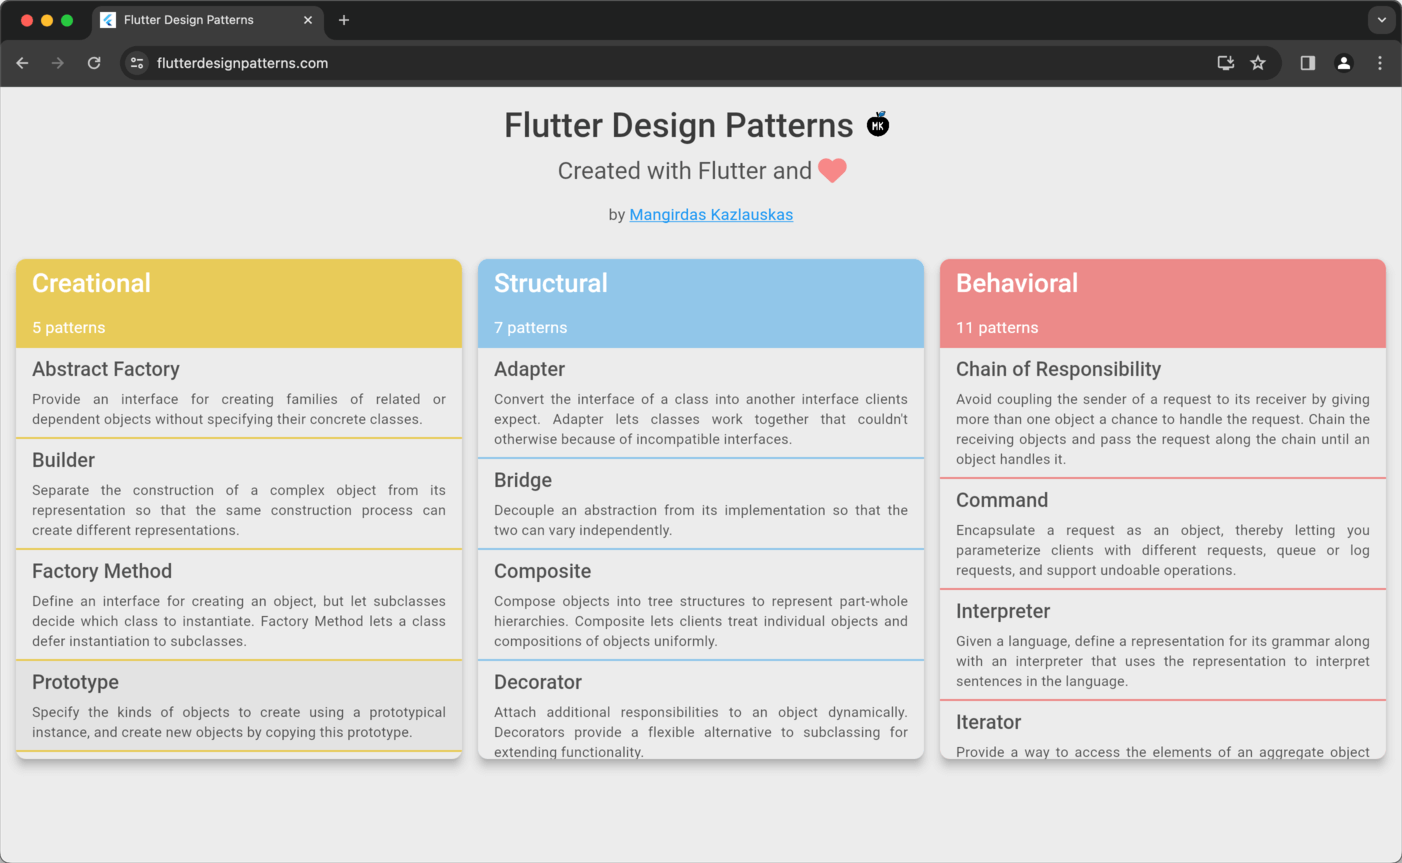 Flutter Design Patterns
flutterdesignpatterns.com
Flutter Design Patterns
MK
Created with Flutter and
by Mangirdas Kazlauskas
Creational
5 patterns
Abstract Factory
Provide an interface for creating families of related or
dependent objects without specifying their concrete classes.
Builder
Separate the construction of a complex object from its
representation so that the same construction process can
create different representations.
Factory Method
Define an interface for creating an object, but let subclasses
decide which class to instantiate. Factory Method lets a class
defer instantiation to subclasses.
Prototype
Specify the kinds of objects to create using a prototypical
instance, and create new objects by copying this prototype.
Structural
7 patterns
Adapter
Convert the interface of a class into another interface clients
expect. Adapter lets classes work together that couldn't
otherwise because of incompatible interfaces.
Bridge
Decouple an abstraction from its implementation so that the
two can vary independently.
Composite
Compose objects into tree structures to represent part-whole
hierarchies. Composite lets clients treat individual objects and
compositions of objects uniformly.
Decorator
Attach additional responsibilities to an object dynamically.
Decorators provide a flexible alternative to subclassing for
extending functionality.
Behavioral
11 patterns
Chain of Responsibility
Avoid coupling the sender of a request to its receiver by giving
more than one object a chance to handle the request. Chain the
receiving objects and pass the request along the chain until an
object handles it.
Command
Encapsulate a request as an object, thereby letting you
parameterize clients with different requests, queue or log
requests, and support undoable operations.
Interpreter
Given a language, define a representation for its grammar along
with an interpreter that uses the representation to interpret
sentences in the language.
Iterator
Provide a way to access the elements of an aggregate object